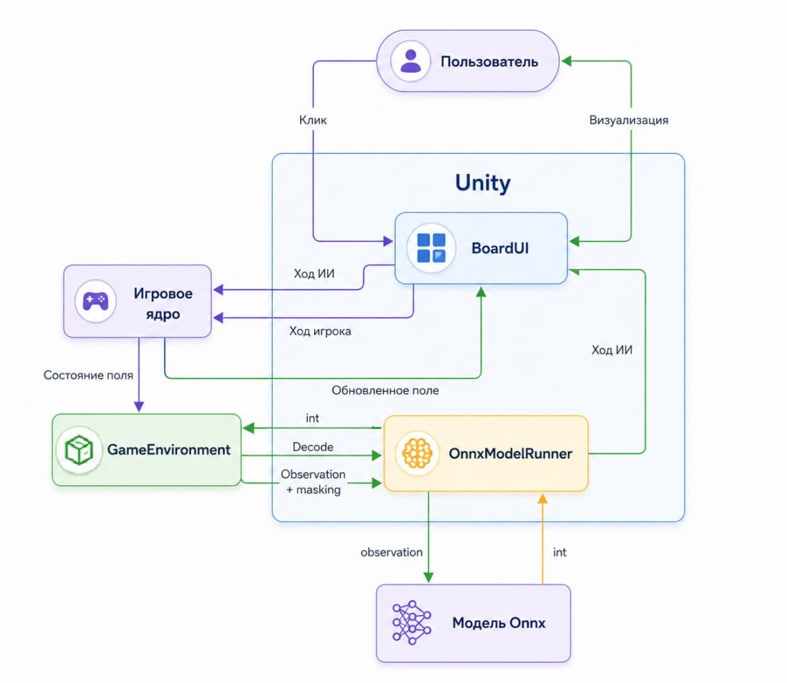 Пользователь
Клик
Визуализация
Unity
BoardUI
Ход ИИ
Игровое
ядро
Ход игрока
Ход ИИ
Состояние поля
Обновленное поле
int
GameEnvironment
Decode
OnnxModelRunner
Observation
+ masking
observation
int
Модель Onnx